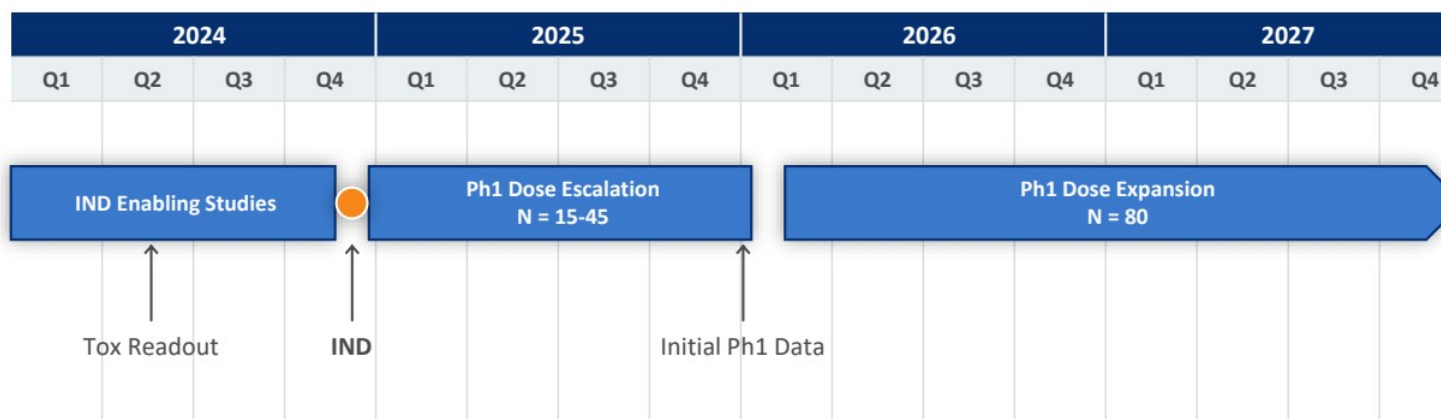 2024 2025 2026 2027
Q1 Q2 Q3 Q4 Q1 Q2 Q3 Q4 Q1 Q2 Q3 Q4 Q1 Q2 Q3 Q4
IND Enabling Studies
Ph1 Dose Escalation
N = 15-45
Ph1 Dose Expansion
N = 80
Tox Readout
IND
Initial Ph1 Data